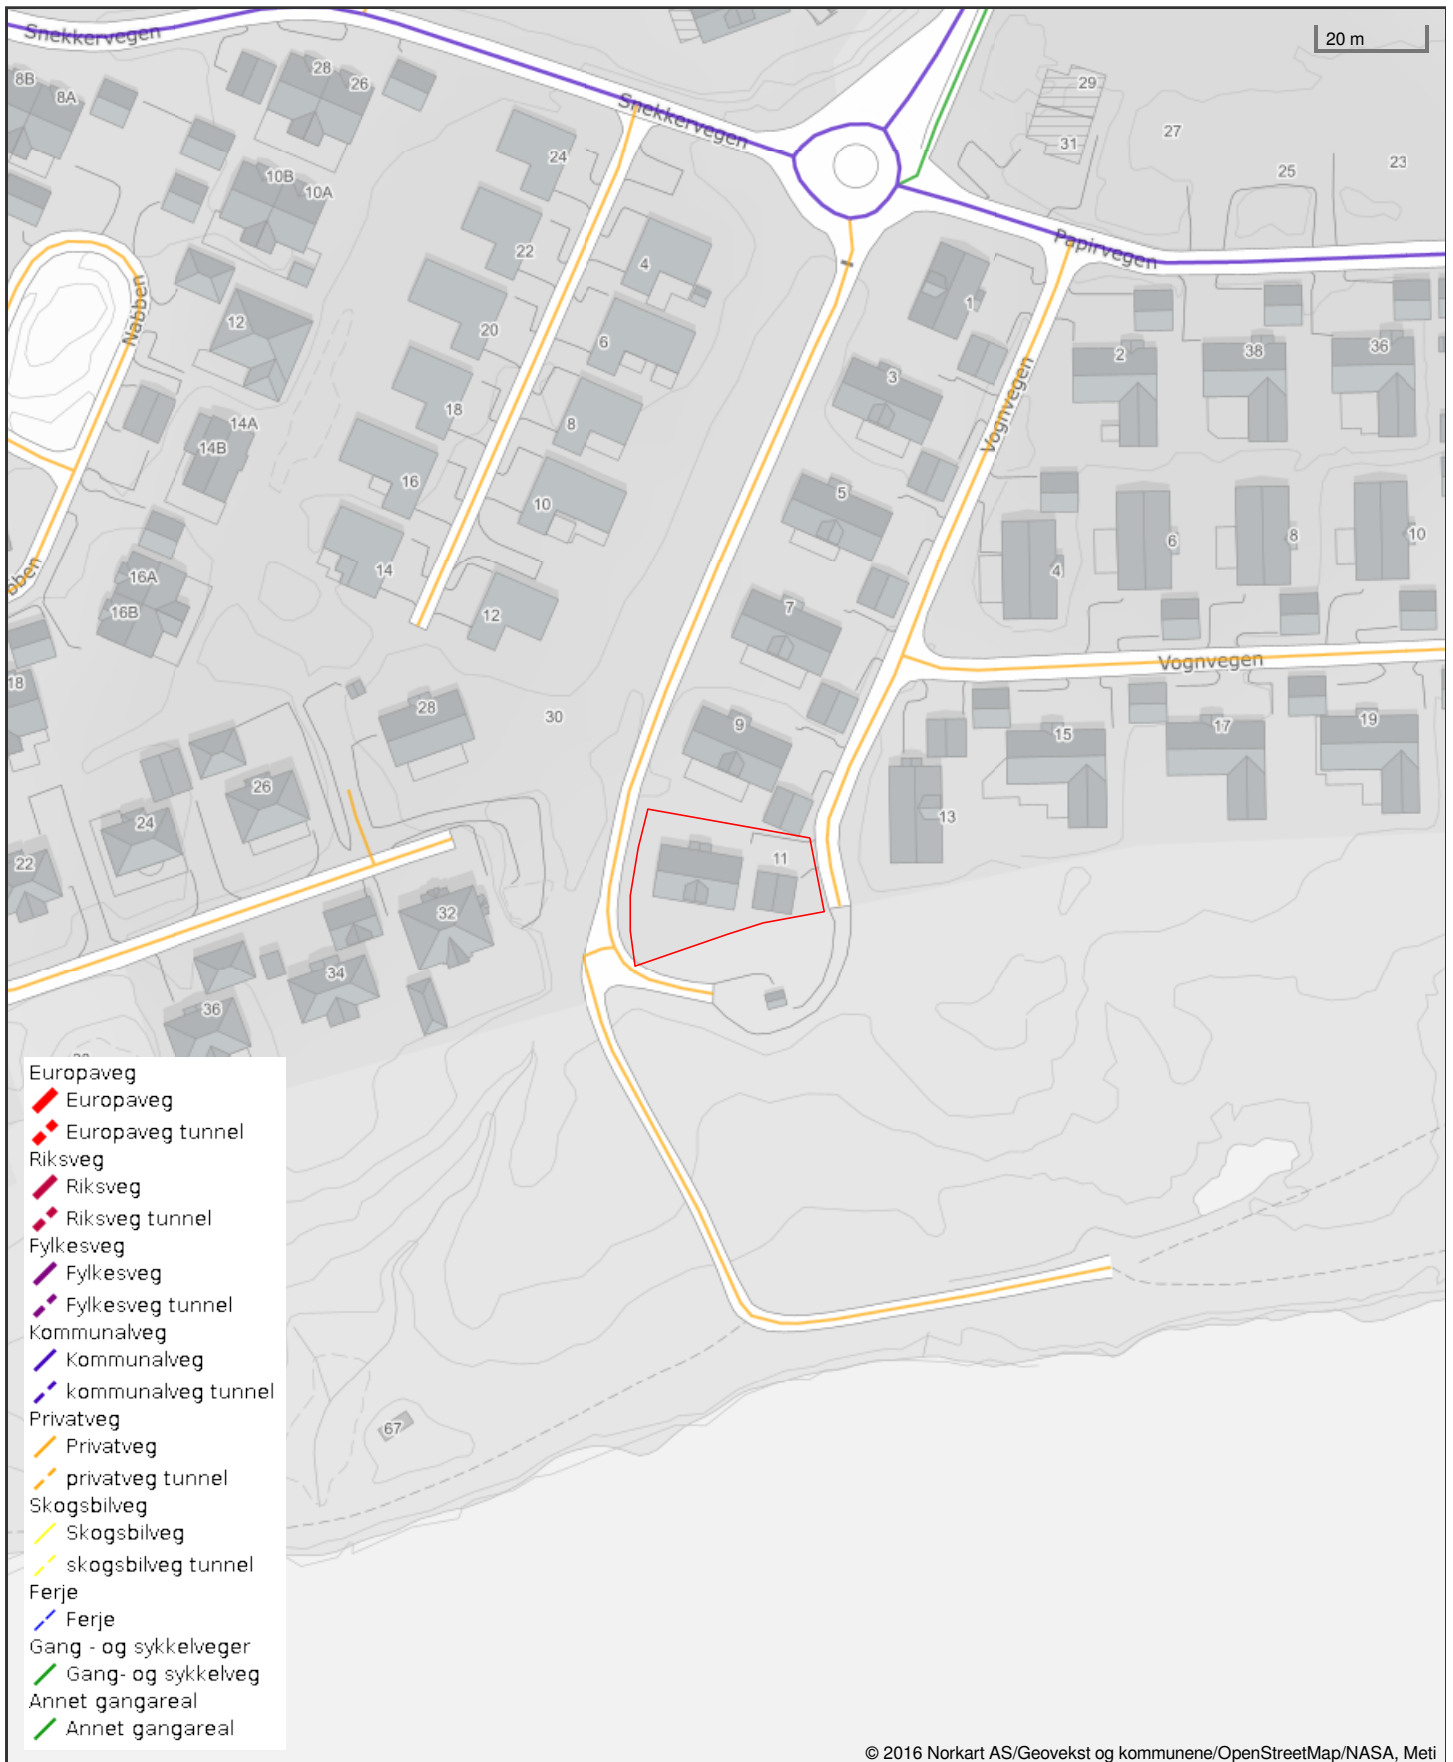 Snekkervegen
20 m
8B
8A
28
26
29
31
27
25
23
Snekkervegen
24
10B
10A
22
4
Papirvegen
1
Nabben
12
20
6
2
38
36
3
18
8
Vognvegen
14A
14B
16
10
5
6
8
10
4
bben
16A
16B
14
12
7
Vognvegen
18
28
30
9
15
17
19
26
24
13
22
11
32
34
36
Europaveg
Europaveg
Europaveg tunnel
Riksveg
Riksveg
Riksveg tunnel
Fylkesveg
Fylkesveg
Fylkesveg tunnel
Kommunalveg
Kommunalveg
kommunalveg tunnel
Privatveg
Privatveg
privatveg tunnel
Skogsbilveg
Skogsbilveg
skogsbilveg tunnel
Ferje
Ferje
Gang - og sykkelveger
Gang- og sykkelveg
Annet gangareal
Annet gangareal
67
© 2016 Norkart AS/Geovekst og kommunene/OpenStreetMap/NASA, Meti